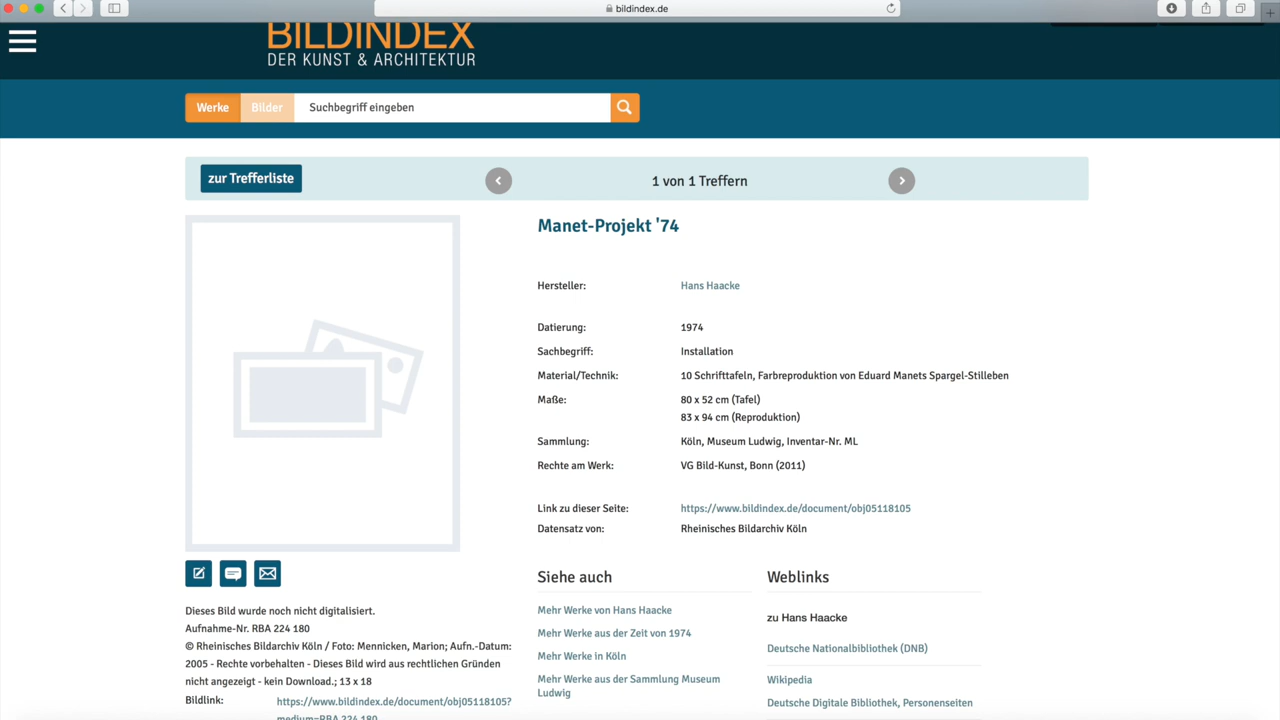 bildindex.de
BILDINDEX
DER KUNST & ARCHITEKTUR
Werke Bilder Suchbegriff eingeben
zur Trefferliste 1 von 1 Treffern
Manet-Projekt '74
Hersteller: Hans Haacke
Datierung: 1974
Sachbegriff: Installation
Material/Technik: 10 Schrifttafeln, Farbreproduktion von Eduard Manets Spargel-Stilleben
Maße: 80 x 52 cm (Tafel)
83 x 94 cm (Reproduktion)
Sammlung: Köln, Museum Ludwig, Inventar-Nr. ML
Rechte am Werk: VG Bild-Kunst, Bonn (2011)
Link zu dieser Seite: https://www.bildindex.de/document/obj05118105
Datensatz von: Rheinisches Bildarchiv Köln
Dieses Bild wurde noch nicht digitalisiert.
Aufnahme-Nr. RBA 224 180
© Rheinisches Bildarchiv Köln / Foto: Mennicken, Marion; Aufn.-Datum:
2005 - Rechte vorbehalten - Dieses Bild wird aus rechtlichen Gründen
nicht angezeigt - kein Download.; 13 x 18
Bildlink: https://www.bildindex.de/document/obj05118105?
medium=RBA 224 180
Siehe auch
Mehr Werke von Hans Haacke
Mehr Werke aus der Zeit von 1974
Mehr Werke in Köln
Mehr Werke aus der Sammlung Museum
Ludwig
Weblinks
zu Hans Haacke
Deutsche Nationalbibliothek (DNB)
Wikipedia
Deutsche Digitale Bibliothek, Personenseiten